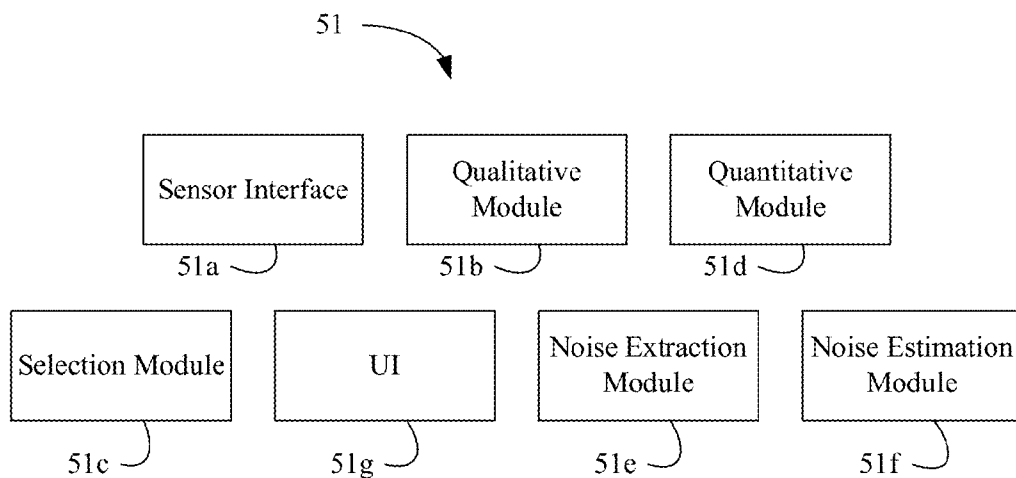 51
Sensor Interface
Qualitative
Module
Quantitative
Module
51a
51b
51d
Selection Module
UI
Noise Extraction
Module
Noise Estimation
Module
51c
51g
51e
51f